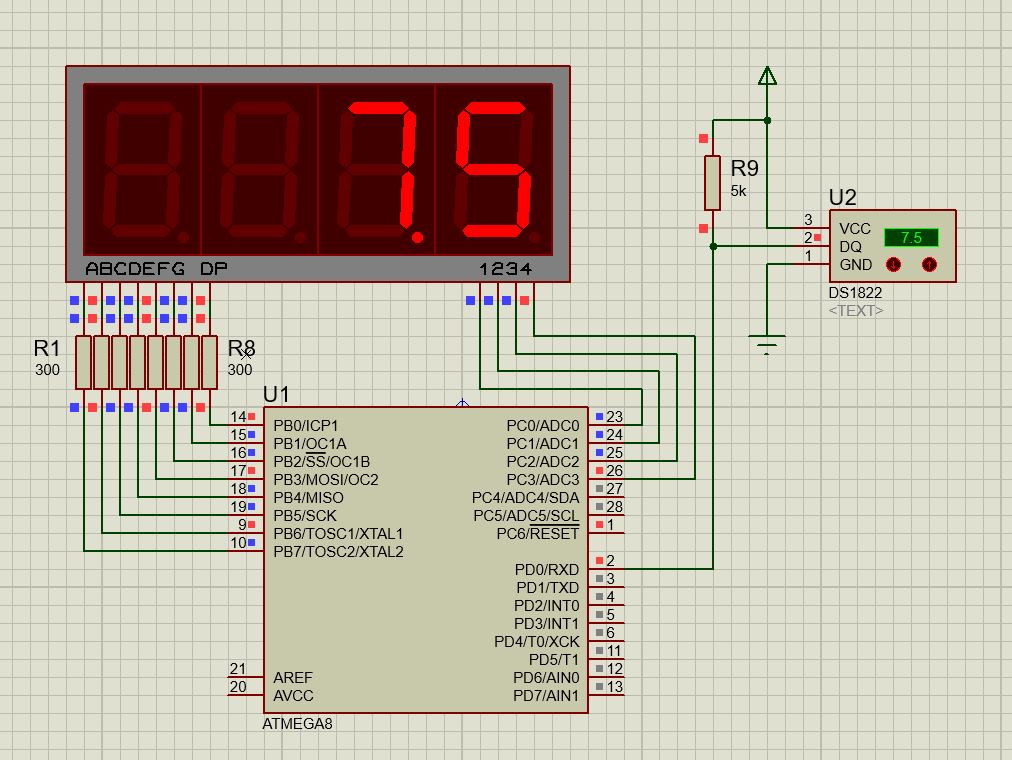 7.5
ABCDEFG DP
1234
R9
5k
U2
3
2
1
VCC
DQ
GND
7.5
DS1822
<TEXT>
R1
300
R8
300
U1
14 PB0/ICP1
15 PB1/OC1A
16 PB2/SS/OC1B
17 PB3/MOSI/OC2
18 PB4/MISO
19 PB5/SCK
9 PB6/TOSC1/XTAL1
10 PB7/TOSC2/XTAL2
21 AREF
20 AVCC
PC0/ADC0 23
PC1/ADC1 24
PC2/ADC2 25
PC3/ADC3 26
PC4/ADC4/SDA 27
PC5/ADC5/SCL 28
PC6/RESET 1
PD0/RXD 2
PD1/TXD 3
PD2/INT0 4
PD3/INT1 5
PD4/T0/XCK 6
PD5/T1 11
PD6/AIN0 12
PD7/AIN1 13
ATMEGA8